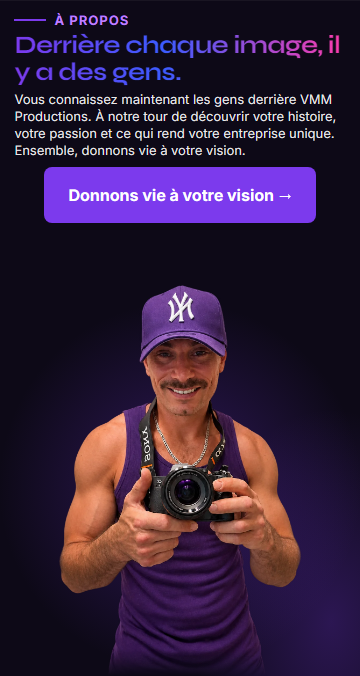 À PROPOS
Derrière chaque image, il
y a des gens.
Vous connaissez maintenant les gens derrière VMM
Productions. À notre tour de découvrir votre histoire,
votre passion et ce qui rend votre entreprise unique.
Ensemble, donnons vie à votre vision.
Donnons vie à votre vision →
NY
SONY